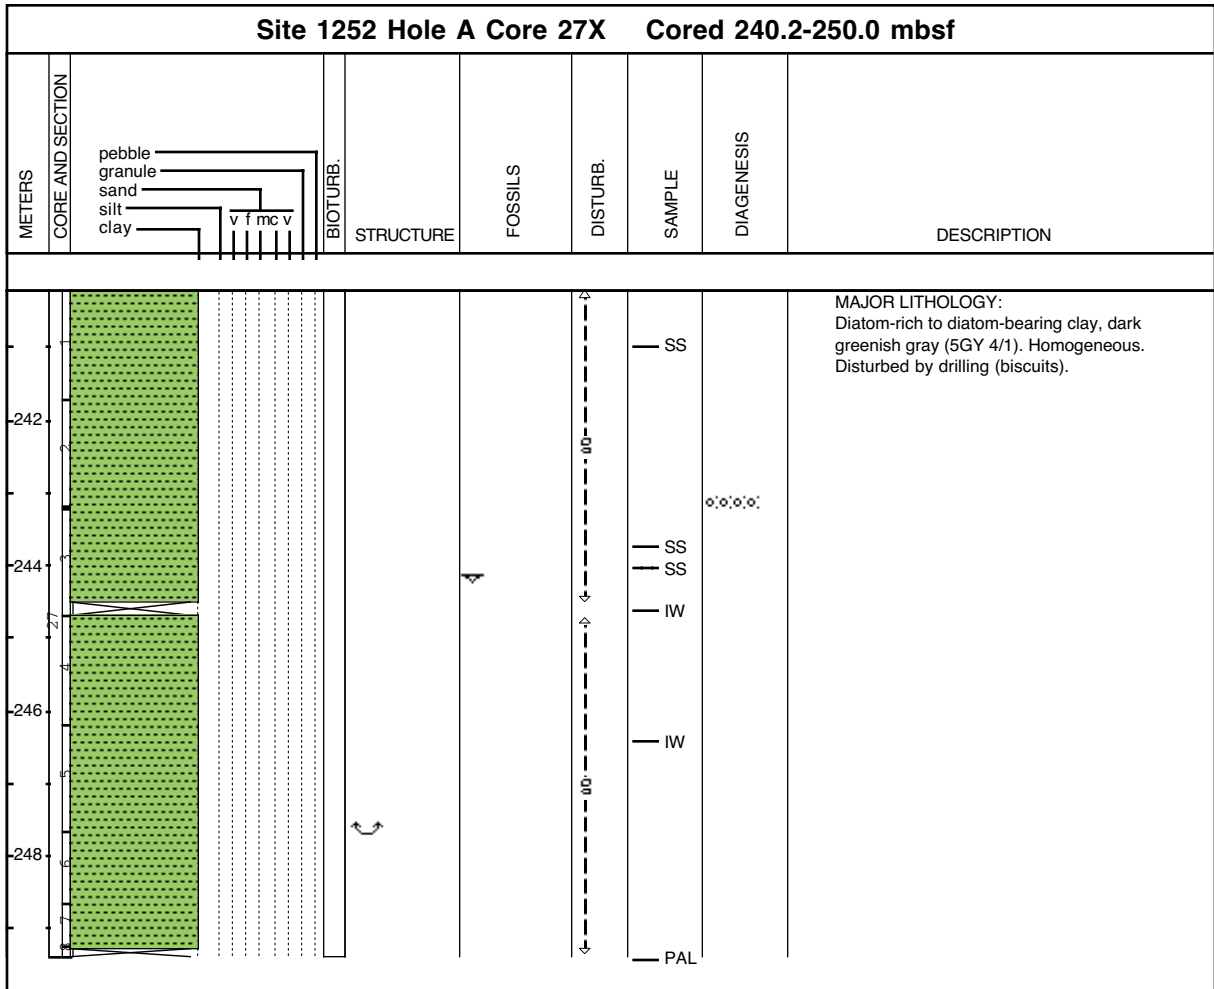 Site 1252 Hole A Core 27X Cored 240.2-250.0 mbsf
METERS
CORE AND SECTION
pebble
granule
sand
silt
clay
v f mc v
BIOTURB.
STRUCTURE
FOSSILS
DISTURB.
SAMPLE
DIAGENESIS
DESCRIPTION
MAJOR LITHOLOGY:
Diatom-rich to diatom-bearing clay, dark
greenish gray (5GY 4/1). Homogeneous.
Disturbed by drilling (biscuits).
1
SS
242
2
SS
3
244
SS
IW
27
4
246
IW
5
248
6
7
8
PAL